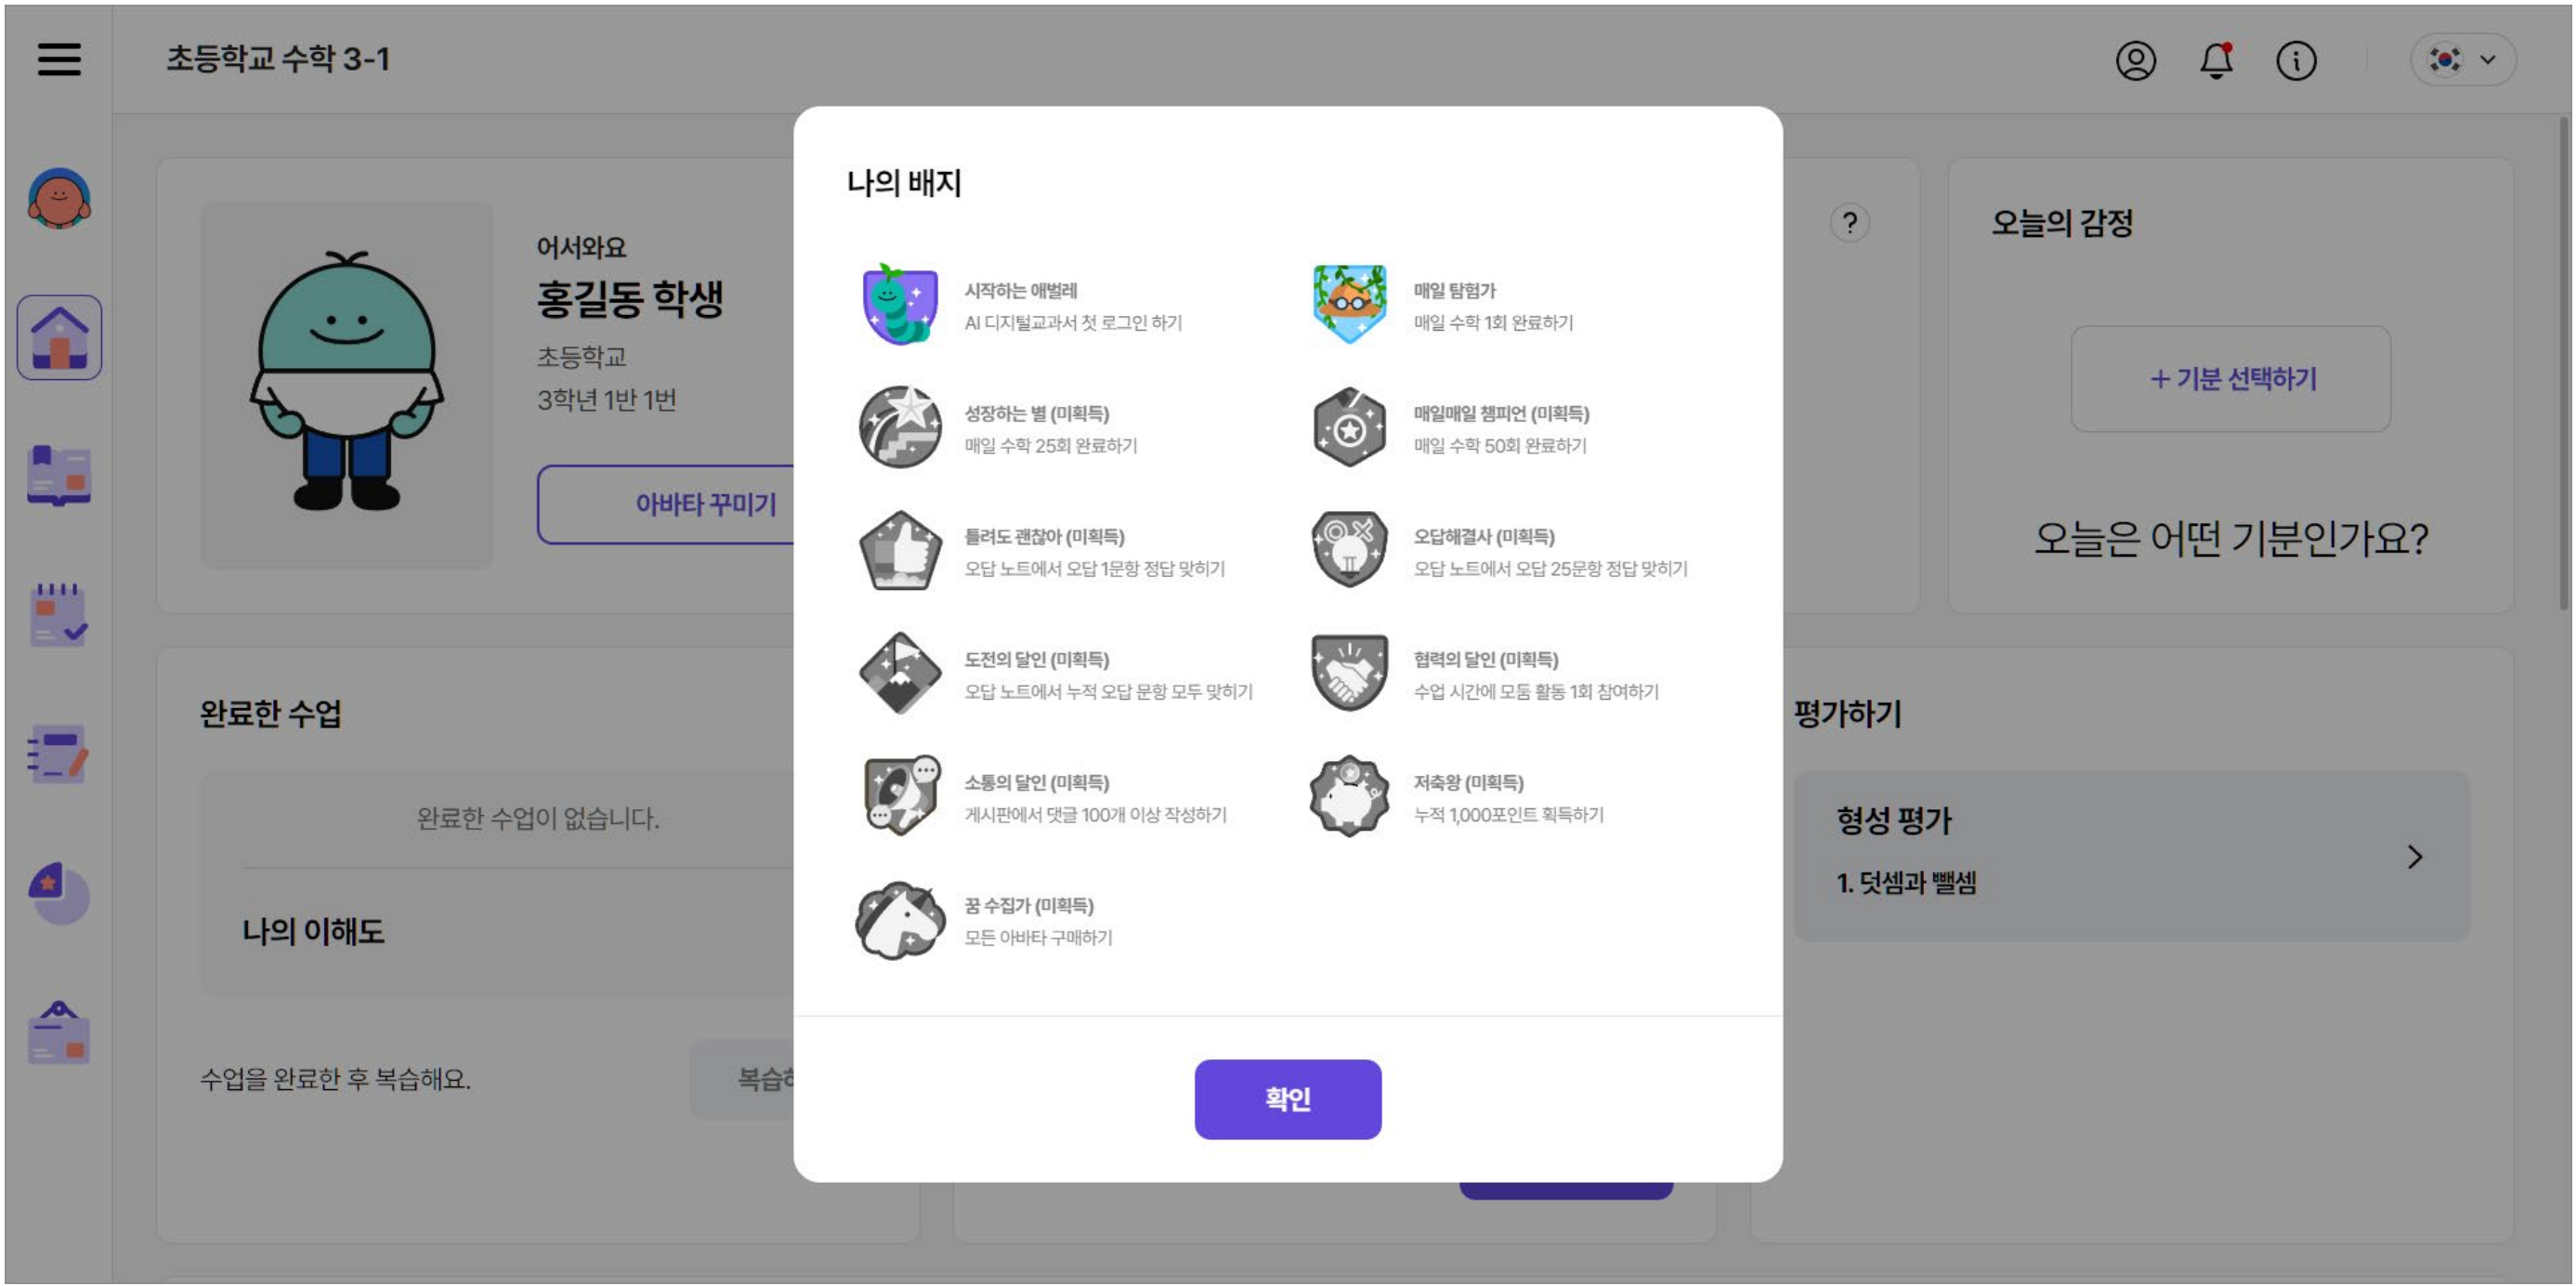 초등학교 수학 3-1
어서와요
홍길동 학생
초등학교
3학년 1반 1번
아바타 꾸미기
나의 배지
시작하는 애벌레
AI 디지털교과서 첫 로그인 하기
매일 탐험가
매일 수학 1회 완료하기
성장하는 별 (미획득)
매일 수학 25회 완료하기
매일매일 챔피언 (미획득)
매일 수학 50회 완료하기
틀려도 괜찮아 (미획득)
오답 노트에서 오답 1문항 정답 맞히기
오답해결사 (미획득)
오답 노트에서 오답 25문항 정답 맞히기
도전의 달인 (미획득)
오답 노트에서 누적 오답 문항 모두 맞히기
협력의 달인 (미획득)
수업 시간에 모둠 활동 1회 참여하기
소통의 달인 (미획득)
게시판에서 댓글 100개 이상 작성하기
저축왕 (미획득)
누적 1,000포인트 획득하기
꿈 수집가 (미획득)
모든 아바타 구매하기
확인
?
오늘의 감정
+ 기분 선택하기
오늘은 어떤 기분인가요?
완료한 수업
완료한 수업이 없습니다.
나의 이해도
수업을 완료한 후 복습해요.
복습
평가하기
형성 평가
1. 덧셈과 뺄셈